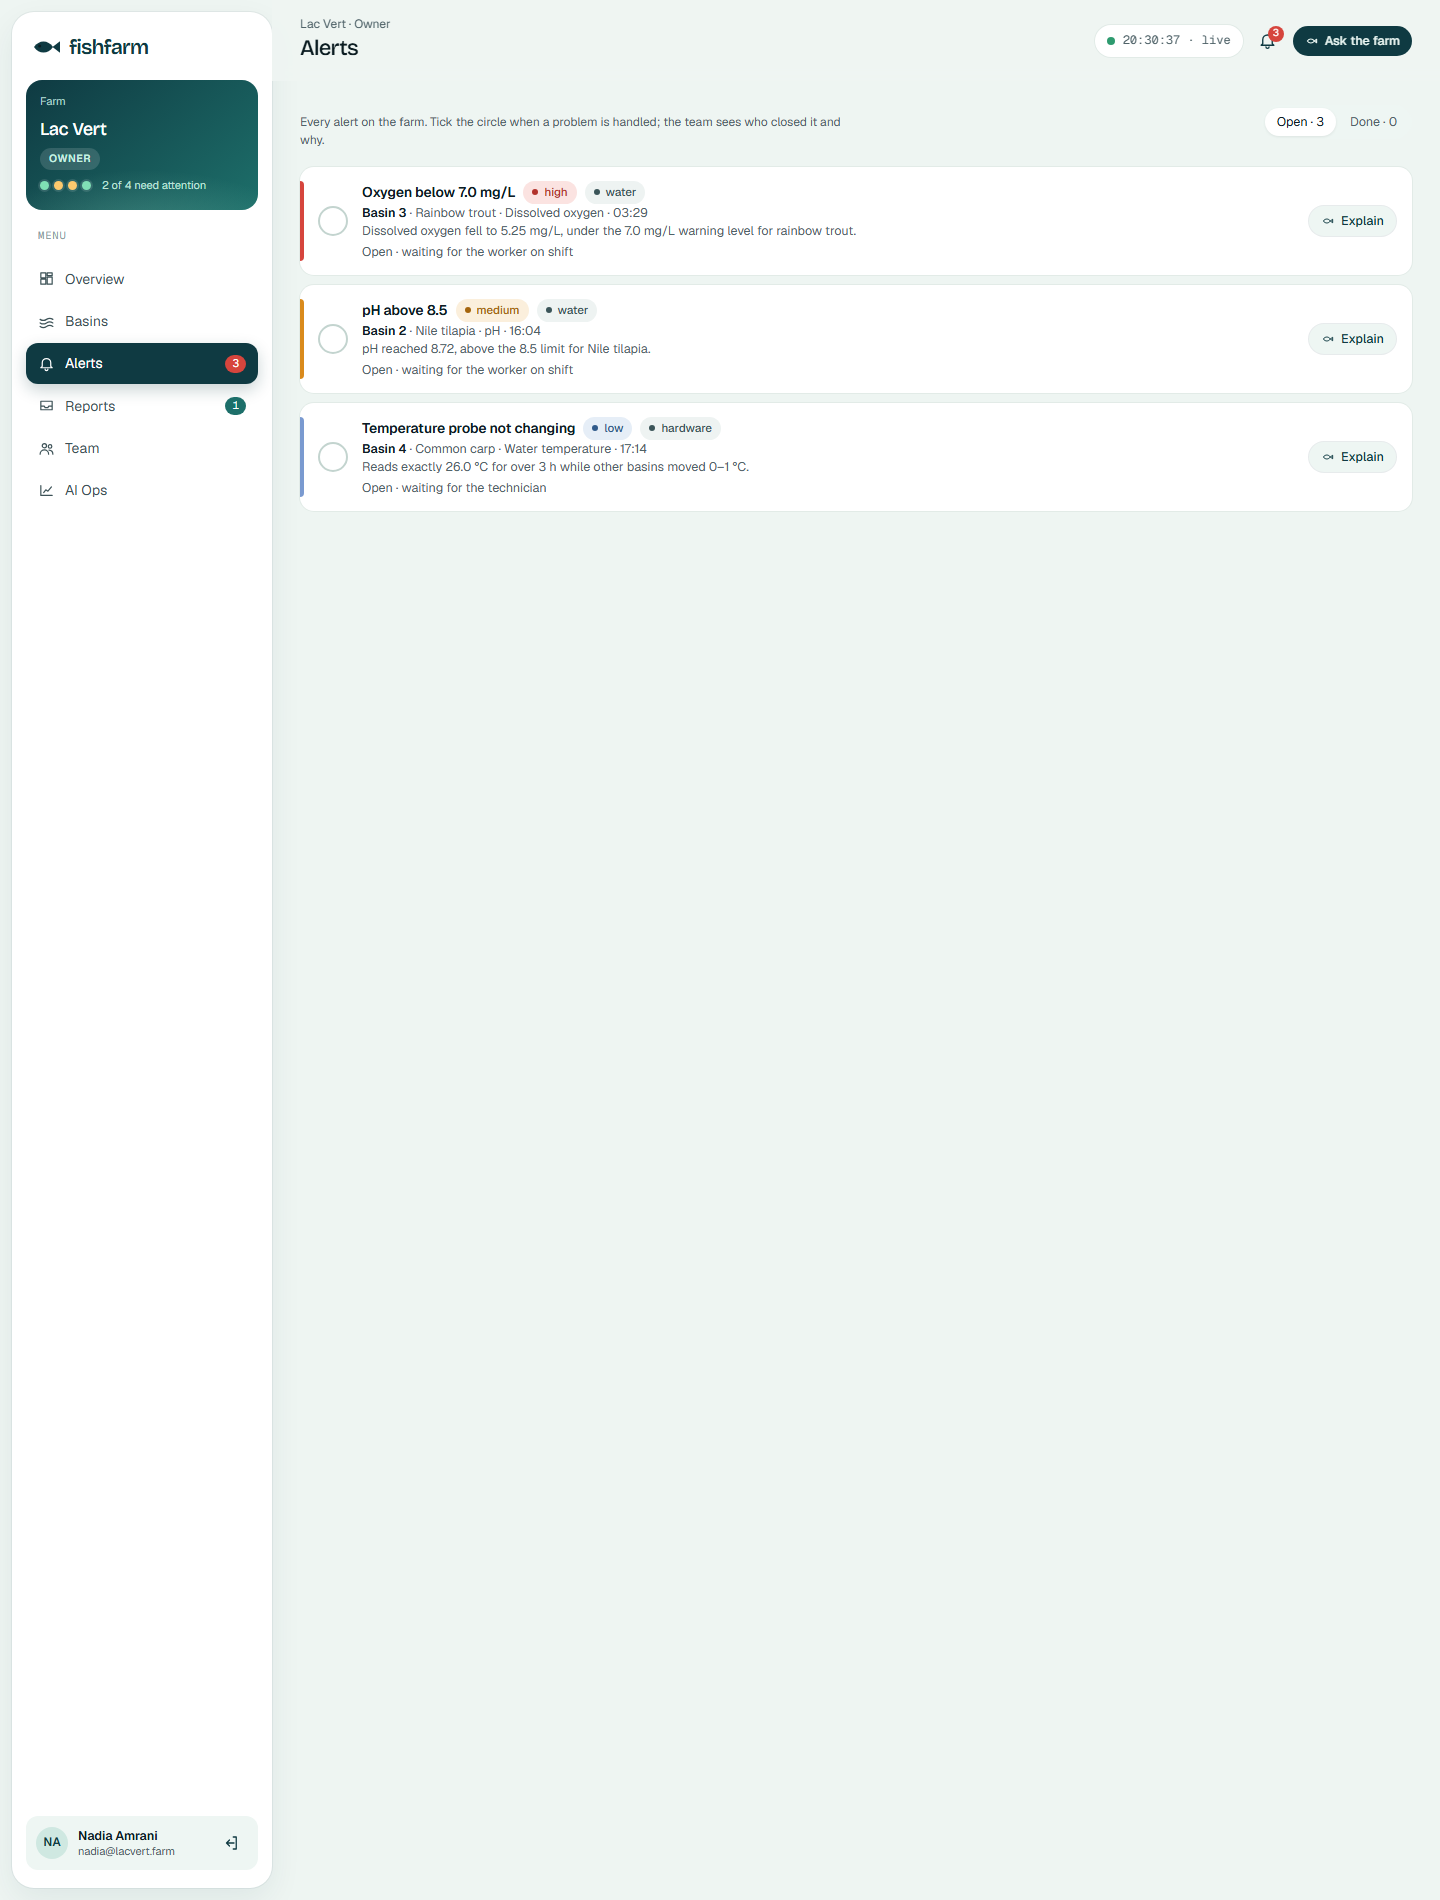 fishfarm
Farm
Lac Vert
OWNER
2 of 4 need attention
MENU
Overview
Basins
Alerts 3
Reports 1
Team
AI Ops
NA
Nadia Amrani
nadia@lacvert.farm
Lac Vert · Owner
Alerts
20:30:37 · live
3
Ask the farm
Every alert on the farm. Tick the circle when a problem is handled; the team sees who closed it and
why.
Open · 3
Done · 0
Oxygen below 7.0 mg/L high water
Basin 3 · Rainbow trout · Dissolved oxygen · 03:29
Dissolved oxygen fell to 5.25 mg/L, under the 7.0 mg/L warning level for rainbow trout.
Open · waiting for the worker on shift
Explain
pH above 8.5 medium water
Basin 2 · Nile tilapia · pH · 16:04
pH reached 8.72, above the 8.5 limit for Nile tilapia.
Open · waiting for the worker on shift
Explain
Temperature probe not changing low hardware
Basin 4 · Common carp · Water temperature · 17:14
Reads exactly 26.0 °C for over 3 h while other basins moved 0–1 °C.
Open · waiting for the technician
Explain